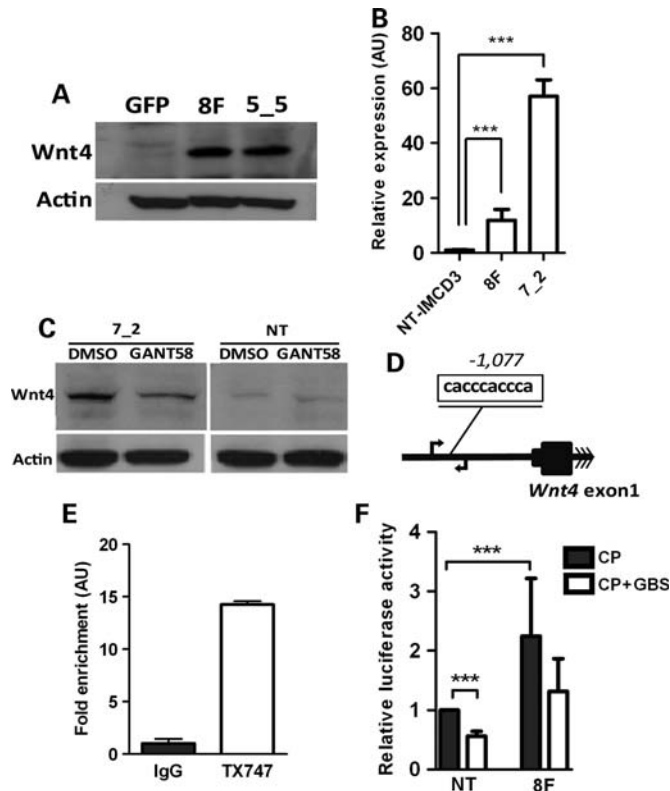 A
GFP 8F 5_5
Wnt4
Actin
B
Relative expression (AU)
80
60
40
20
0
NT-IMCD3 8F 7_2
***
***
C
7_2 NT
DMSO GANT58 DMSO GANT58
Wnt4
Actin
D
-1,077
cacccaccca
Wnt4 exon1
E
Fold enrichment (AU)
20
15
10
5
0
IgG TX747
F
Relative luciferase activity
4
3
2
1
0
NT 8F
***
***
CP
CP+GBS